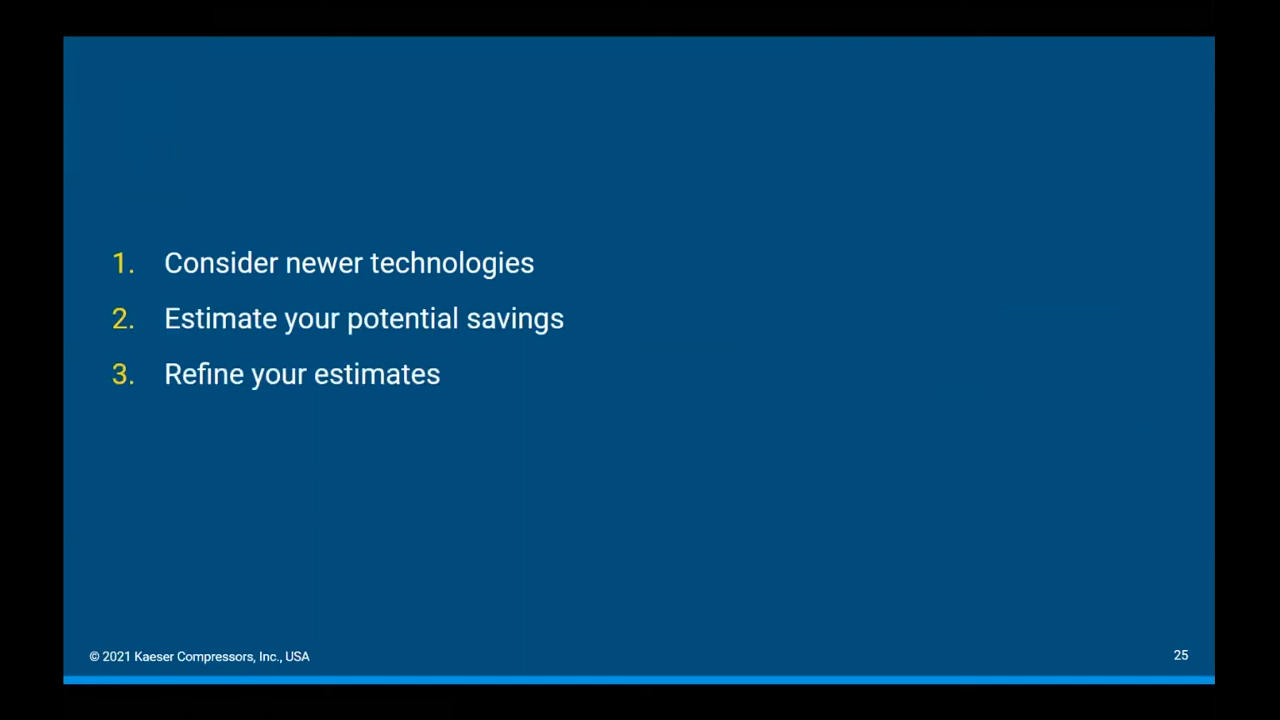 1. Consider newer technologies
2. Estimate your potential savings
3. Refine your estimates
© 2021 Kaeser Compressors, Inc., USA
25